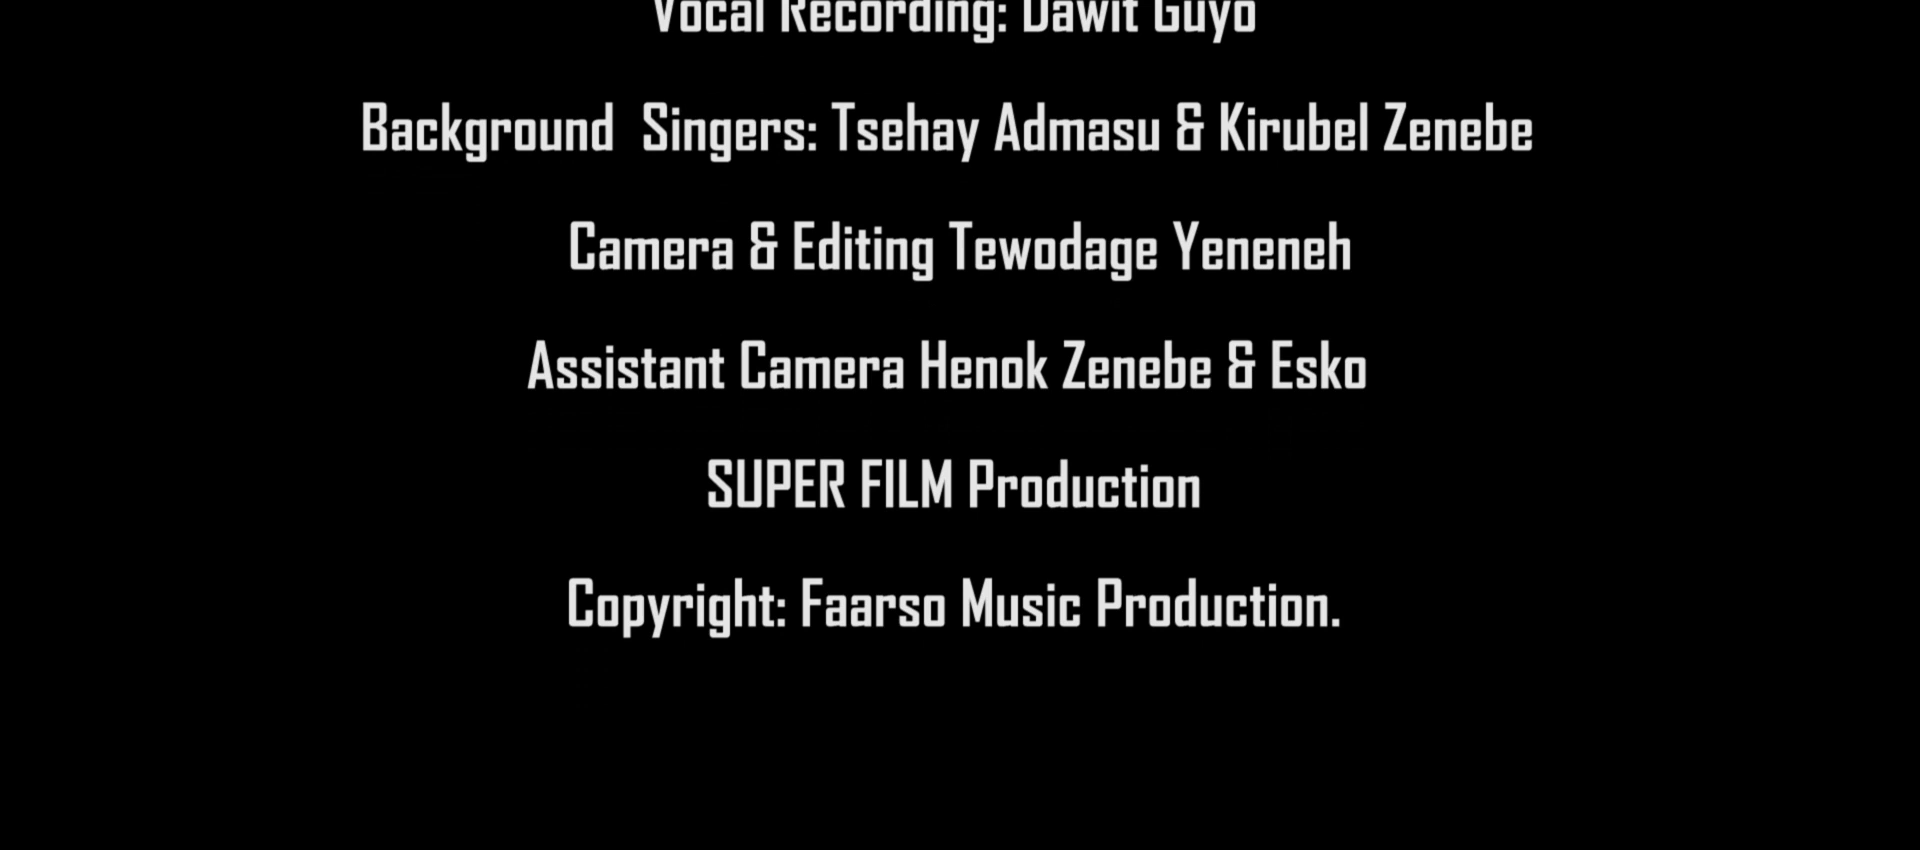 Vocal Recording: Dawit Guyo
Background  Singers: Tsehay Admasu & Kirubel Zenebe
Camera & Editing Tewodage Yeneneh
Assistant Camera Henok Zenebe & Esko
SUPER FILM Production
Copyright: Faarso Music Production.